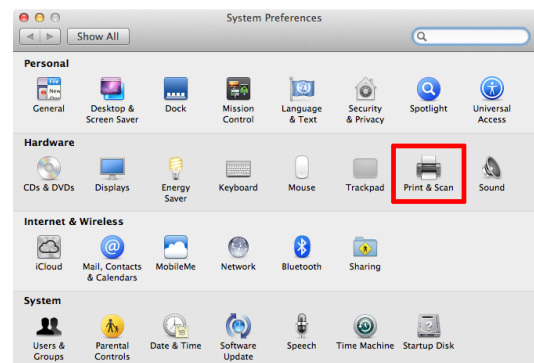 System Preferences
Show All
Personal
General
Desktop & Screen Saver
Dock
Mission Control
Language & Text
Security & Privacy
Spotlight
Universal Access
Hardware
CDs & DVDs
Displays
Energy Saver
Keyboard
Mouse
Trackpad
Print & Scan
Sound
Internet & Wireless
iCloud
Mail, Contacts & Calendars
MobileMe
Network
Bluetooth
Sharing
System
Users & Groups
Parental Controls
Date & Time
Software Update
Speech
Time Machine
Startup Disk